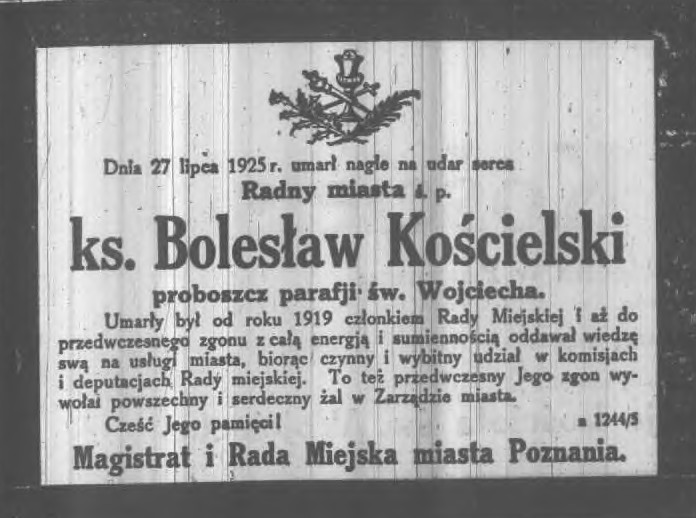 Dnia 27 lipca 1925 r. umarł nagle na udar serca
Radny miasta ś. p.
ks. Bolesław Kościelski
proboszcz parafji św. Wojciecha.
Umarły był od roku 1919 członkiem Rady Miejskiej i aż do
przedwczesnego zgonu z całą energją i sumiennością oddawał wiedzę
swą na usługi miasta, biorąc czynny i wybitny udział w komisjach
i deputacjach Rady miejskiej. To też przedwczesny Jego zgon wy-
wołał powszechny i serdeczny żal w Zarządzie miasta.
Cześć Jego pamięci! n 1244/5
Magistrat i Rada Miejska miasta Poznania.